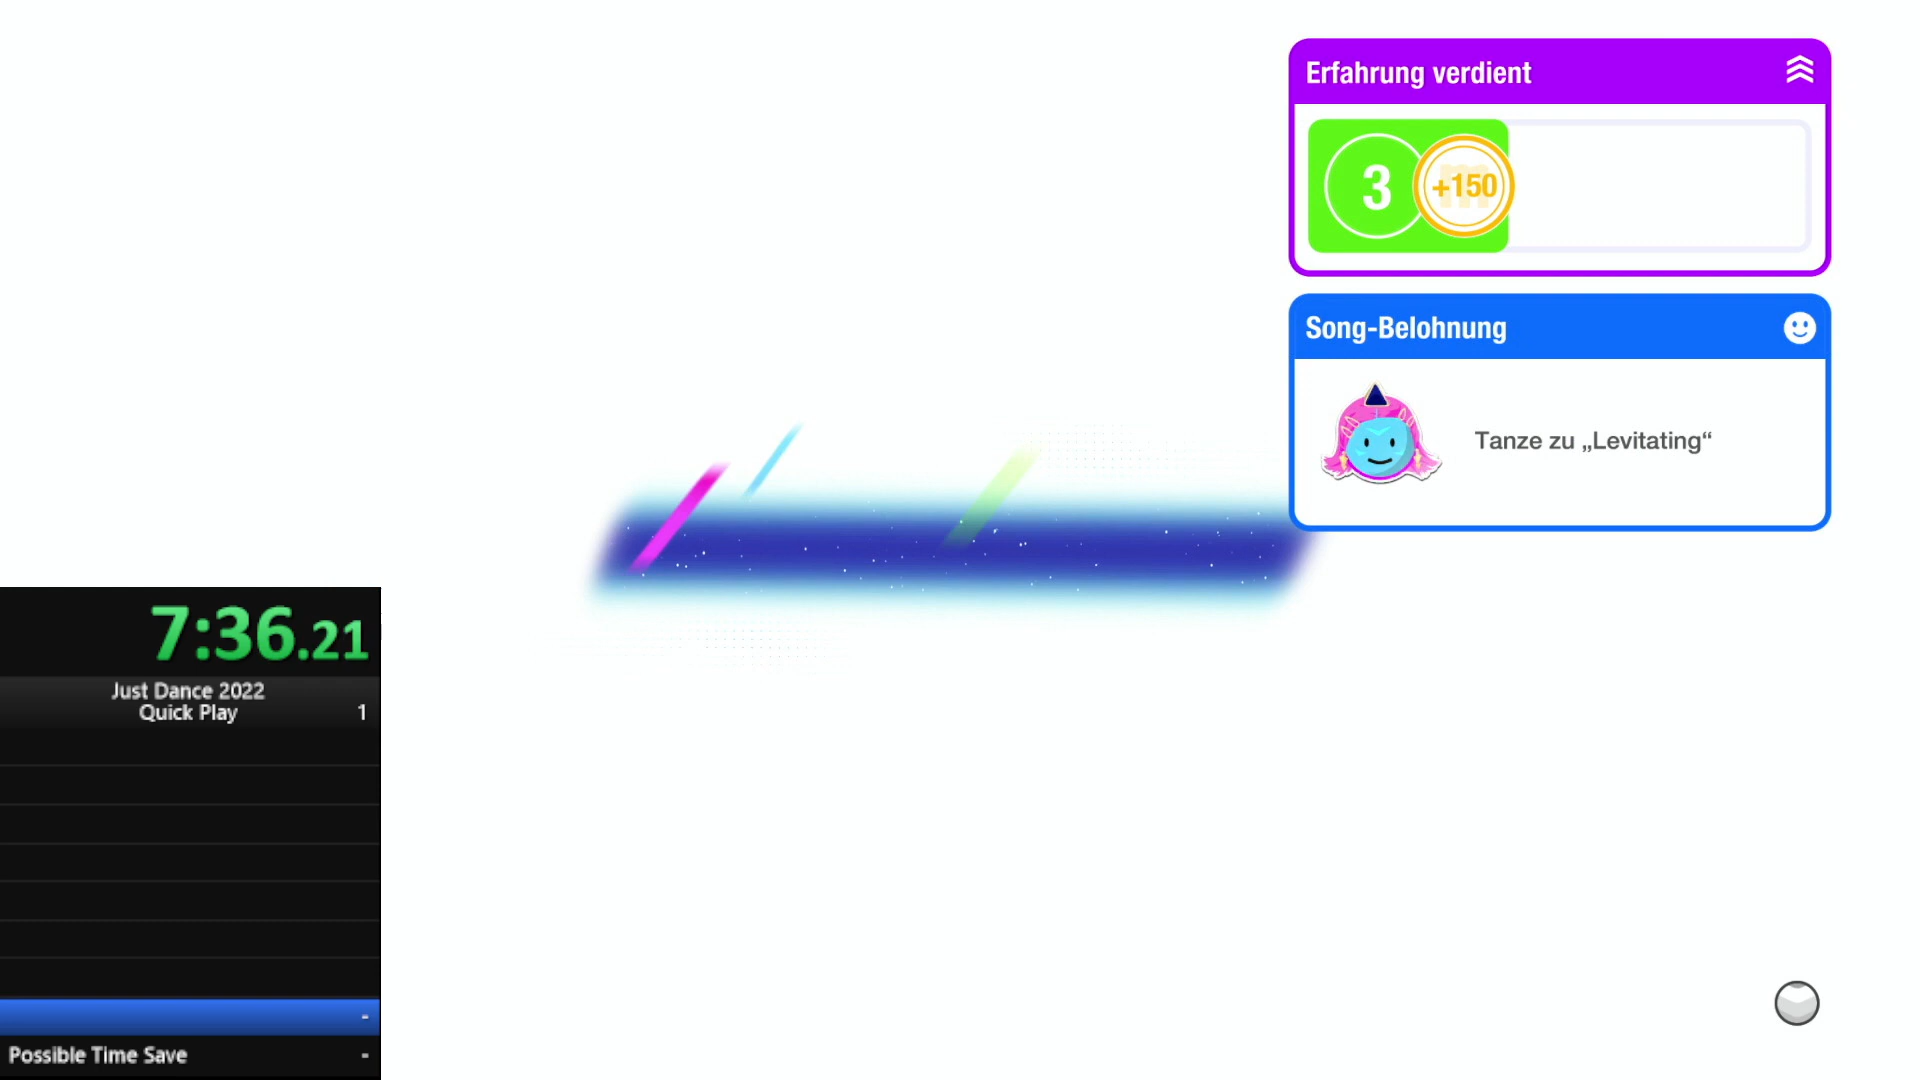 Erfahrung verdient
3
+150
Song-Belohnung
Tanze zu „Levitating“
7:36.21
Just Dance 2022
Quick Play 1
-
Possible Time Save -